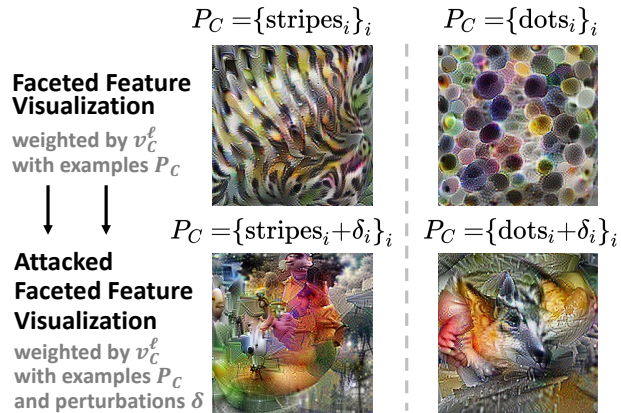 P_C = {stripes_i}_i
P_C = {dots_i}_i
Faceted Feature
Visualization
weighted by v_C^ℓ
with examples P_C
P_C = {stripes_i+δ_i}_i
P_C = {dots_i+δ_i}_i
Attacked
Faceted Feature
Visualization
weighted by v_C^ℓ
with examples P_C
and perturbations δ